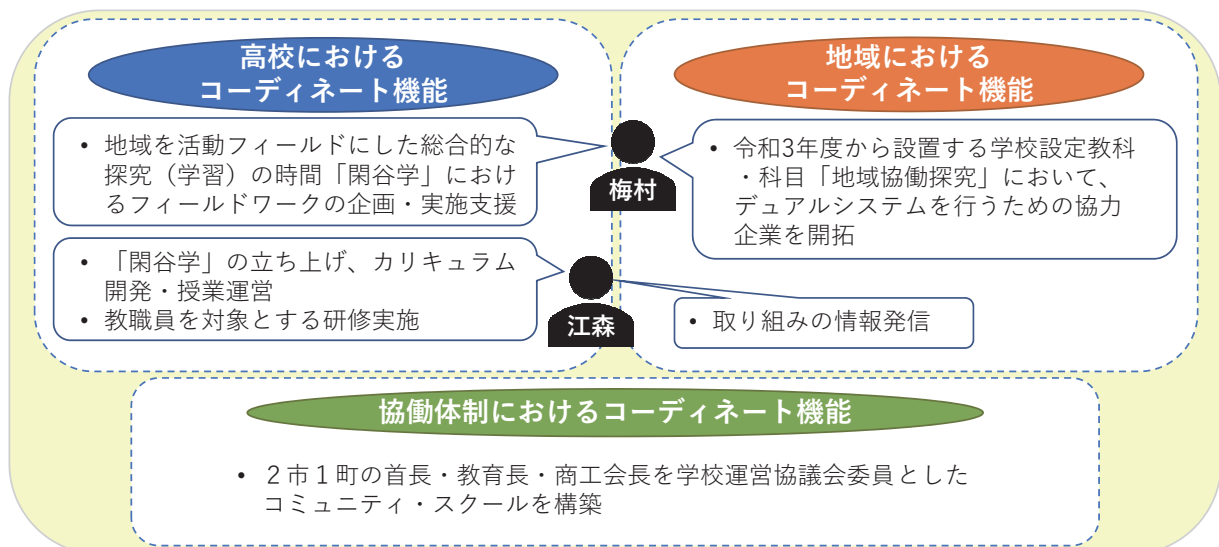 高校における
コーディネート機能
• 地域を活動フィールドにした総合的な
探究（学習）の時間「閑谷学」におけ
るフィールドワークの企画・実施支援
• 「閑谷学」の立ち上げ、カリキュラム
開発・授業運営
• 教職員を対象とする研修実施
梅村
江森
地域における
コーディネート機能
• 令和3年度から設置する学校設定教科
・科目「地域協働探究」において、
デュアルシステムを行うための協力
企業を開拓
• 取り組みの情報発信
協働体制におけるコーディネート機能
• ２市１町の首長・教育長・商工会長を学校運営協議会委員とした
コミュニティ・スクールを構築